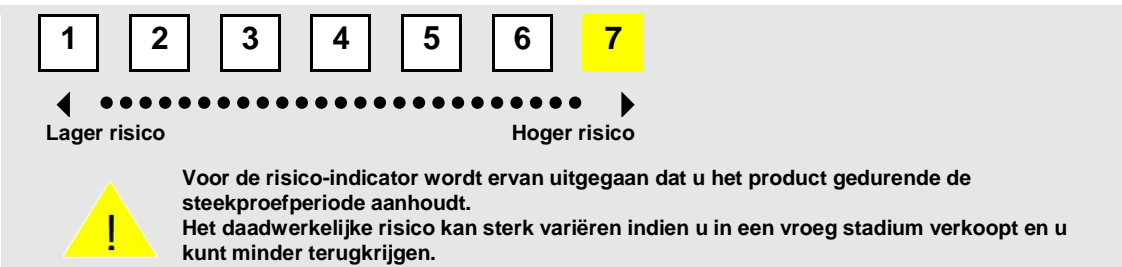 1 2 3 4 5 6 7
Lager risico Hoger risico
!
Voor de risico-indicator wordt ervan uitgegaan dat u het product gedurende de
steekproefperiode aanhoudt.
Het daadwerkelijke risico kan sterk variëren indien u in een vroeg stadium verkoopt en u
kunt minder terugkrijgen.